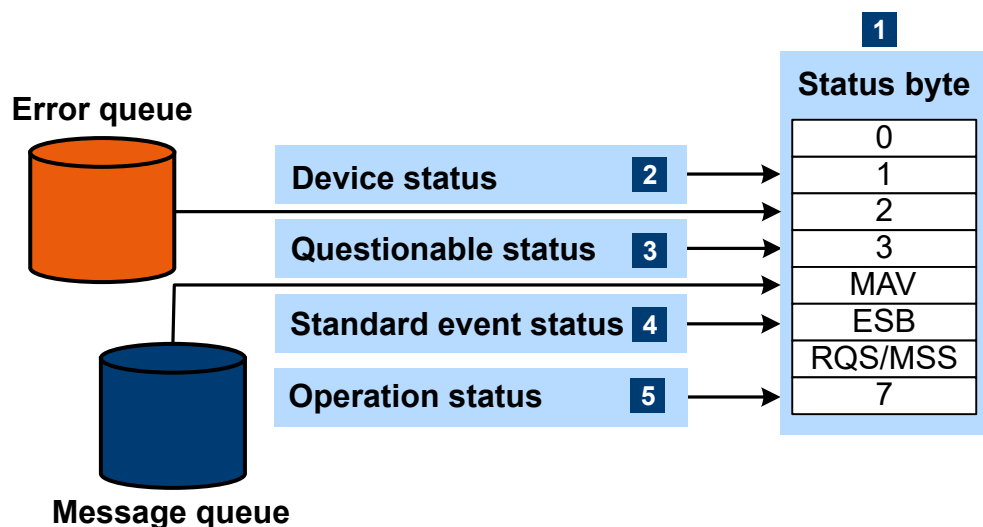 1
Status byte
Error queue
0
Device status 2
1
2
Questionable status 3
3
MAV
Standard event status 4
ESB
RQS/MSS
Operation status 5
7
Message queue